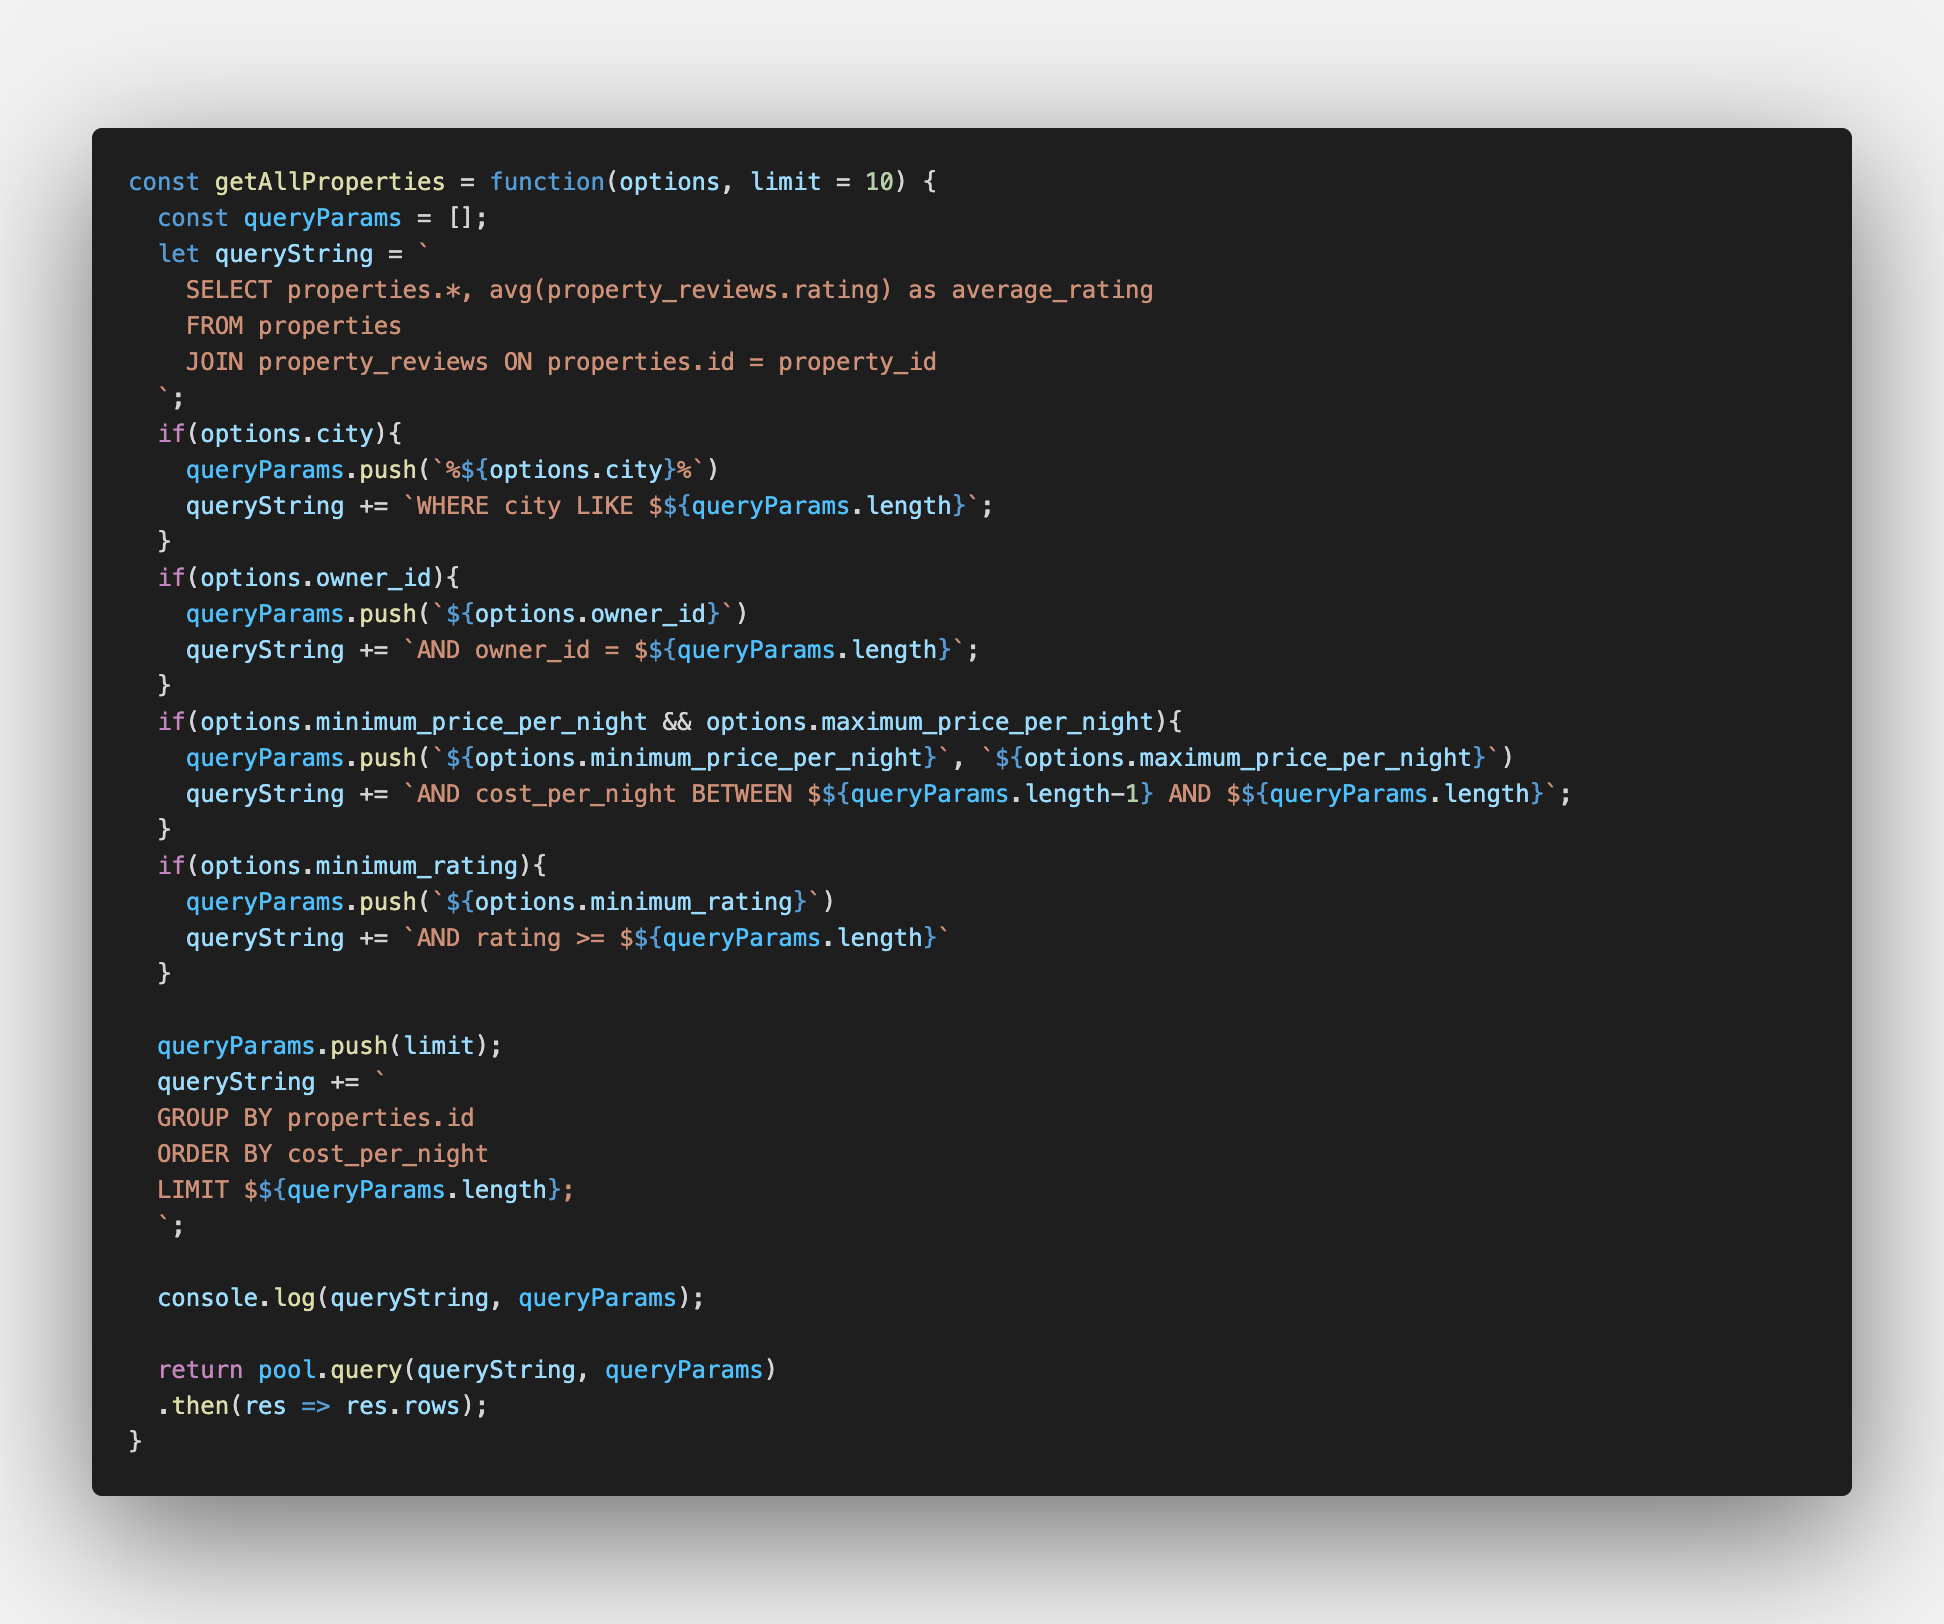 const getAllProperties = function(options, limit = 10) {
  const queryParams = [];
  let queryString = `
    SELECT properties.*, avg(property_reviews.rating) as average_rating
    FROM properties
    JOIN property_reviews ON properties.id = property_id
  `;
  if(options.city){
    queryParams.push(`%${options.city}%`)
    queryString += `WHERE city LIKE $${queryParams.length}`;
  }
  if(options.owner_id){
    queryParams.push(`${options.owner_id}`)
    queryString += `AND owner_id = $${queryParams.length}`;
  }
  if(options.minimum_price_per_night && options.maximum_price_per_night){
    queryParams.push(`${options.minimum_price_per_night}`, `${options.maximum_price_per_night}`)
    queryString += `AND cost_per_night BETWEEN $${queryParams.length-1} AND $${queryParams.length}`;
  }
  if(options.minimum_rating){
    queryParams.push(`${options.minimum_rating}`)
    queryString += `AND rating >= $${queryParams.length}`
  }

  queryParams.push(limit);
  queryString += `
  GROUP BY properties.id
  ORDER BY cost_per_night
  LIMIT $${queryParams.length};
  `;

  console.log(queryString, queryParams);

  return pool.query(queryString, queryParams)
  .then(res => res.rows);
}